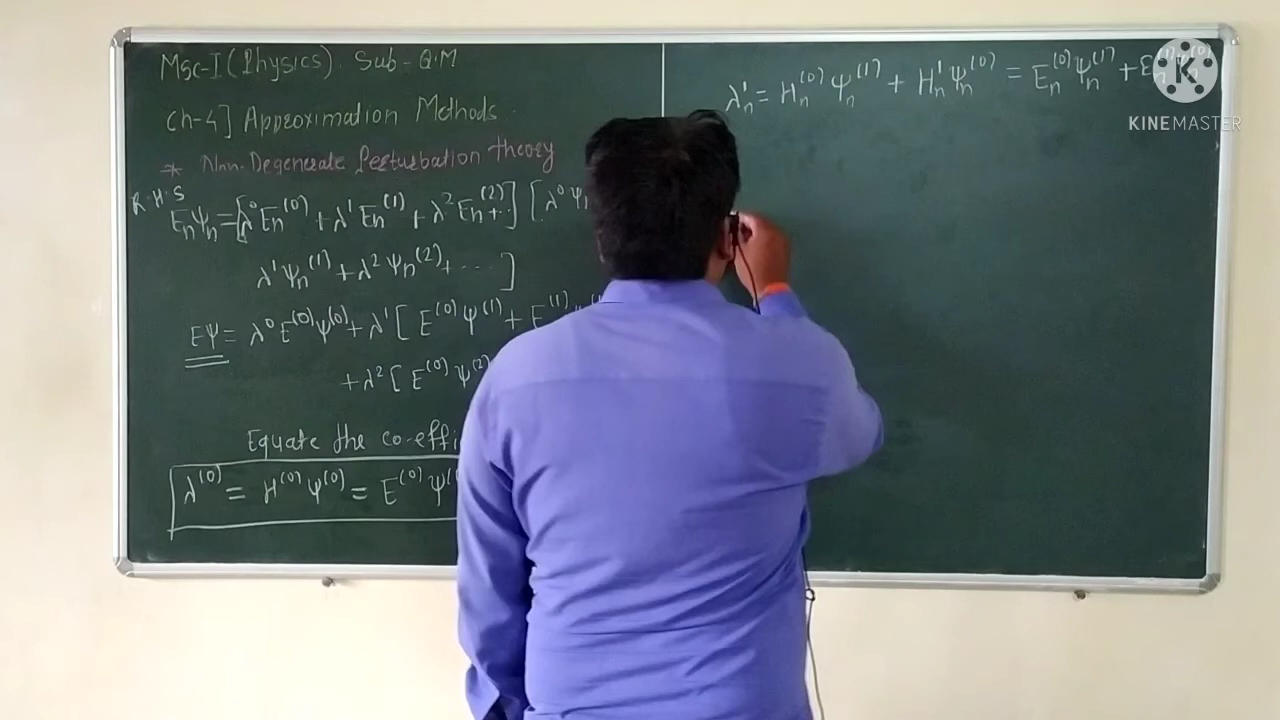 Msc-I (Physics). Sub - Q.M
Ch-4] Approximation Methods.
* Non-Degenerate Perturbation theory
R.H.S
Eₙψₙ = [λ⁰Eₙ⁽⁰⁾ + λ¹Eₙ⁽¹⁾ + λ²Eₙ⁽²⁾+..] [λ⁰ψₙ
λ¹ψₙ⁽¹⁾ + λ²ψₙ⁽²⁾ + ... ]
Eψ = λ⁰E⁽⁰⁾ψ⁽⁰⁾ + λ¹[ E⁽⁰⁾ψ⁽¹⁾ + E⁽¹⁾
+ λ² [ E⁽⁰⁾ψ⁽²⁾
Equate the co-effi
λ⁽⁰⁾ = H⁽⁰⁾ψ⁽⁰⁾ = E⁽⁰⁾ψ
λ¹ₙ = Hₙ⁽⁰⁾ψₙ⁽¹⁾ + Hₙ¹ψₙ⁽⁰⁾ = Eₙ⁽⁰⁾ψₙ⁽¹⁾ +
K
KINEMASTER